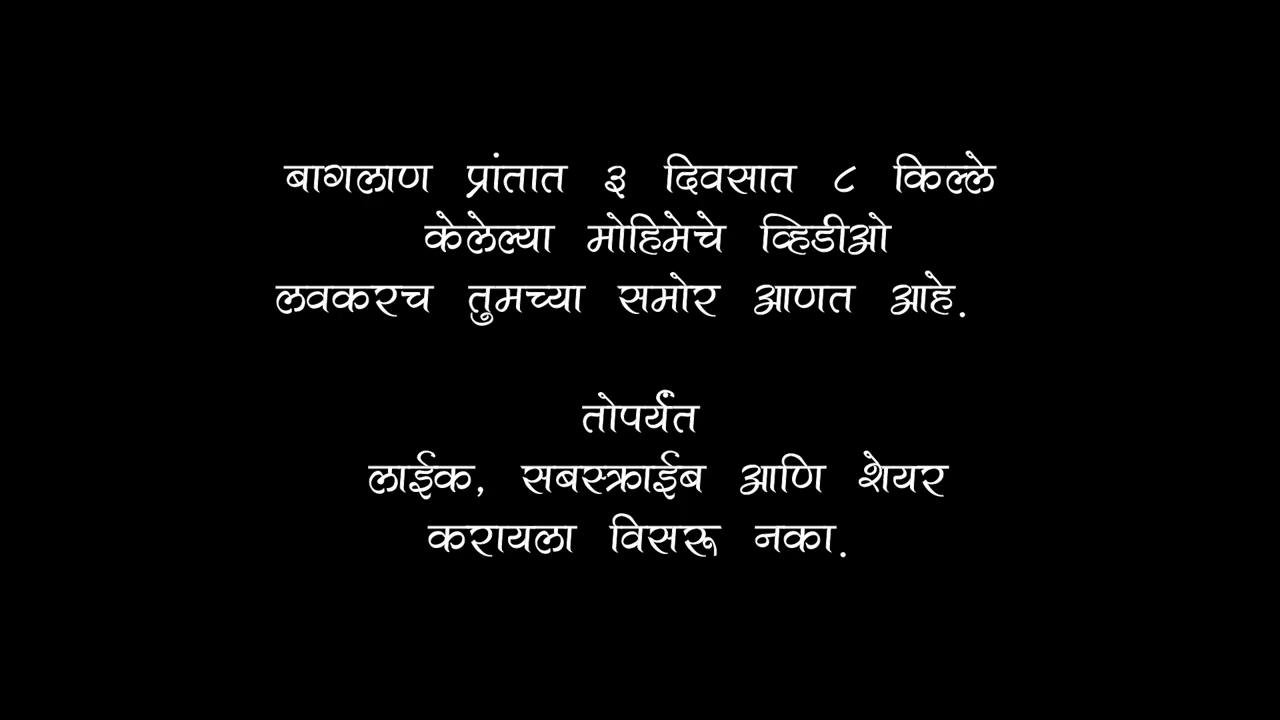 बागलाण प्रांतात ३ दिवसात ८ किल्ले
केलेल्या मोहिमेचे व्हिडीओ
लवकरच तुमच्या समोर आणत आहे.
तोपर्यंत
लाईक, सबस्क्राईब आणि शेयर
करायला विसरू नका.